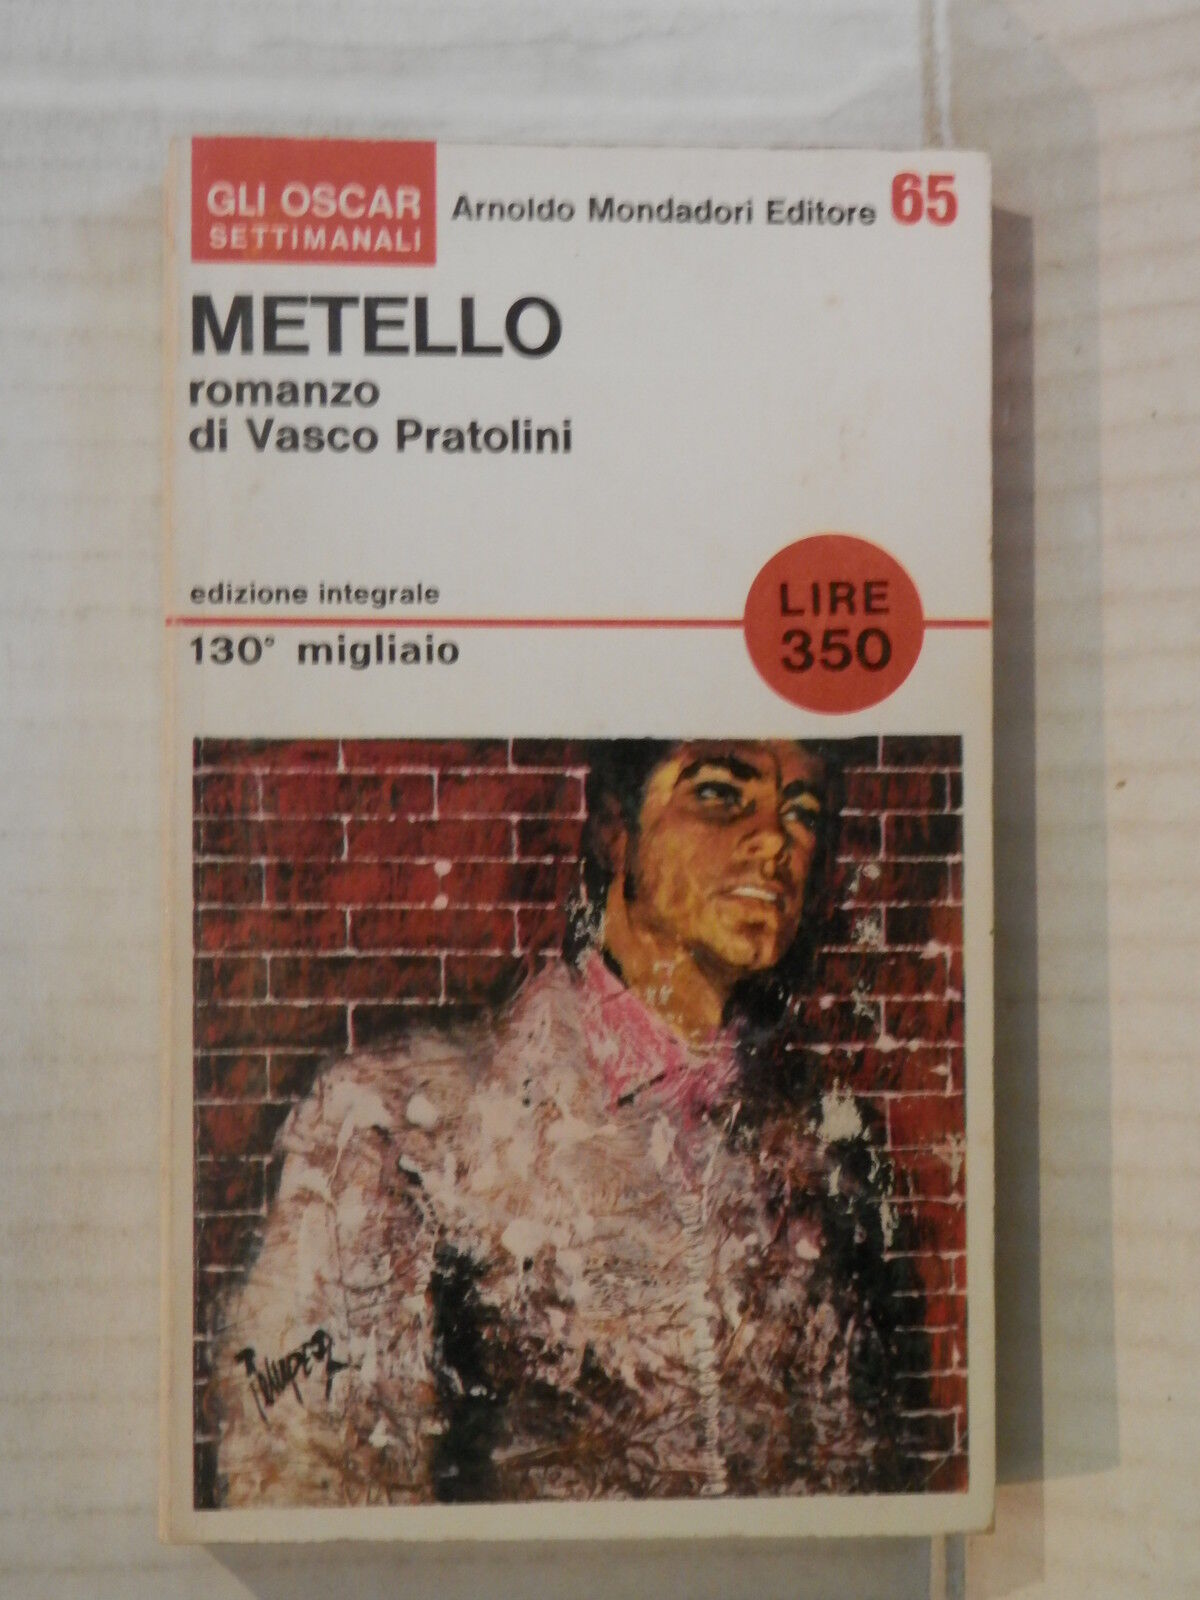 GLI OSCAR
SETTIMANALI
Arnoldo Mondadori Editore 65
METELLO
romanzo
di Vasco Pratolini
edizione integrale
130° migliaio
LIRE
350